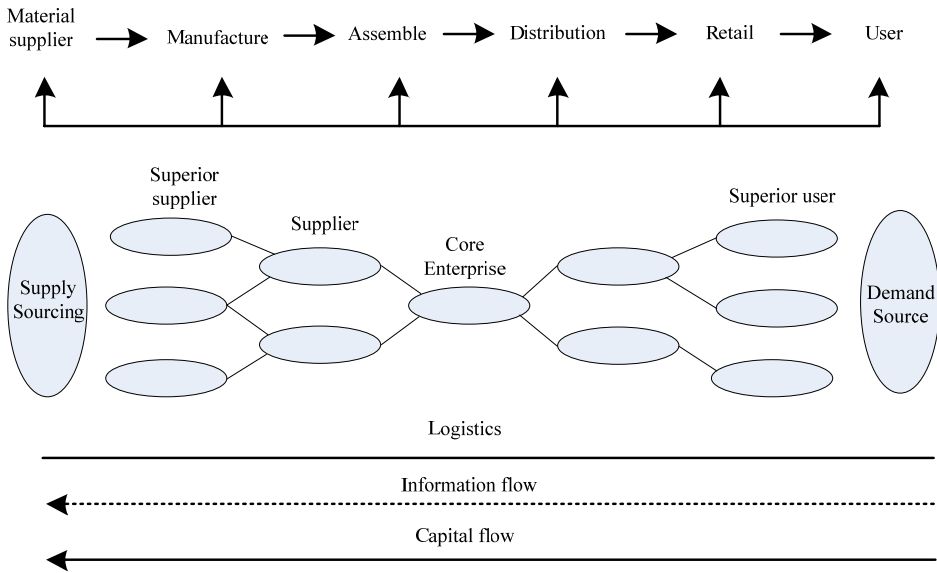 Material
supplier
Manufacture
Assemble
Distribution
Retail
User
Superior
supplier
Supplier
Core
Enterprise
Superior user
Supply
Sourcing
Demand
Source
Logistics
Information flow
Capital flow